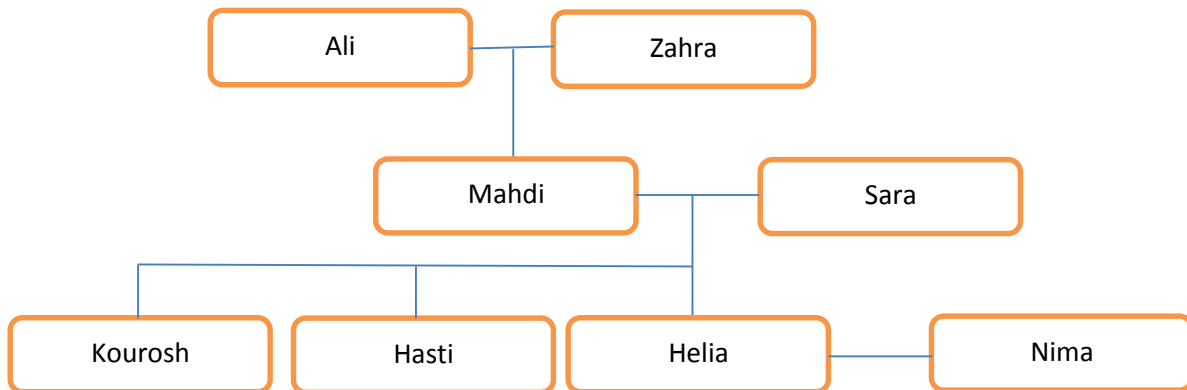 Ali
Zahra
Mahdi
Sara
Kourosh
Hasti
Helia
Nima